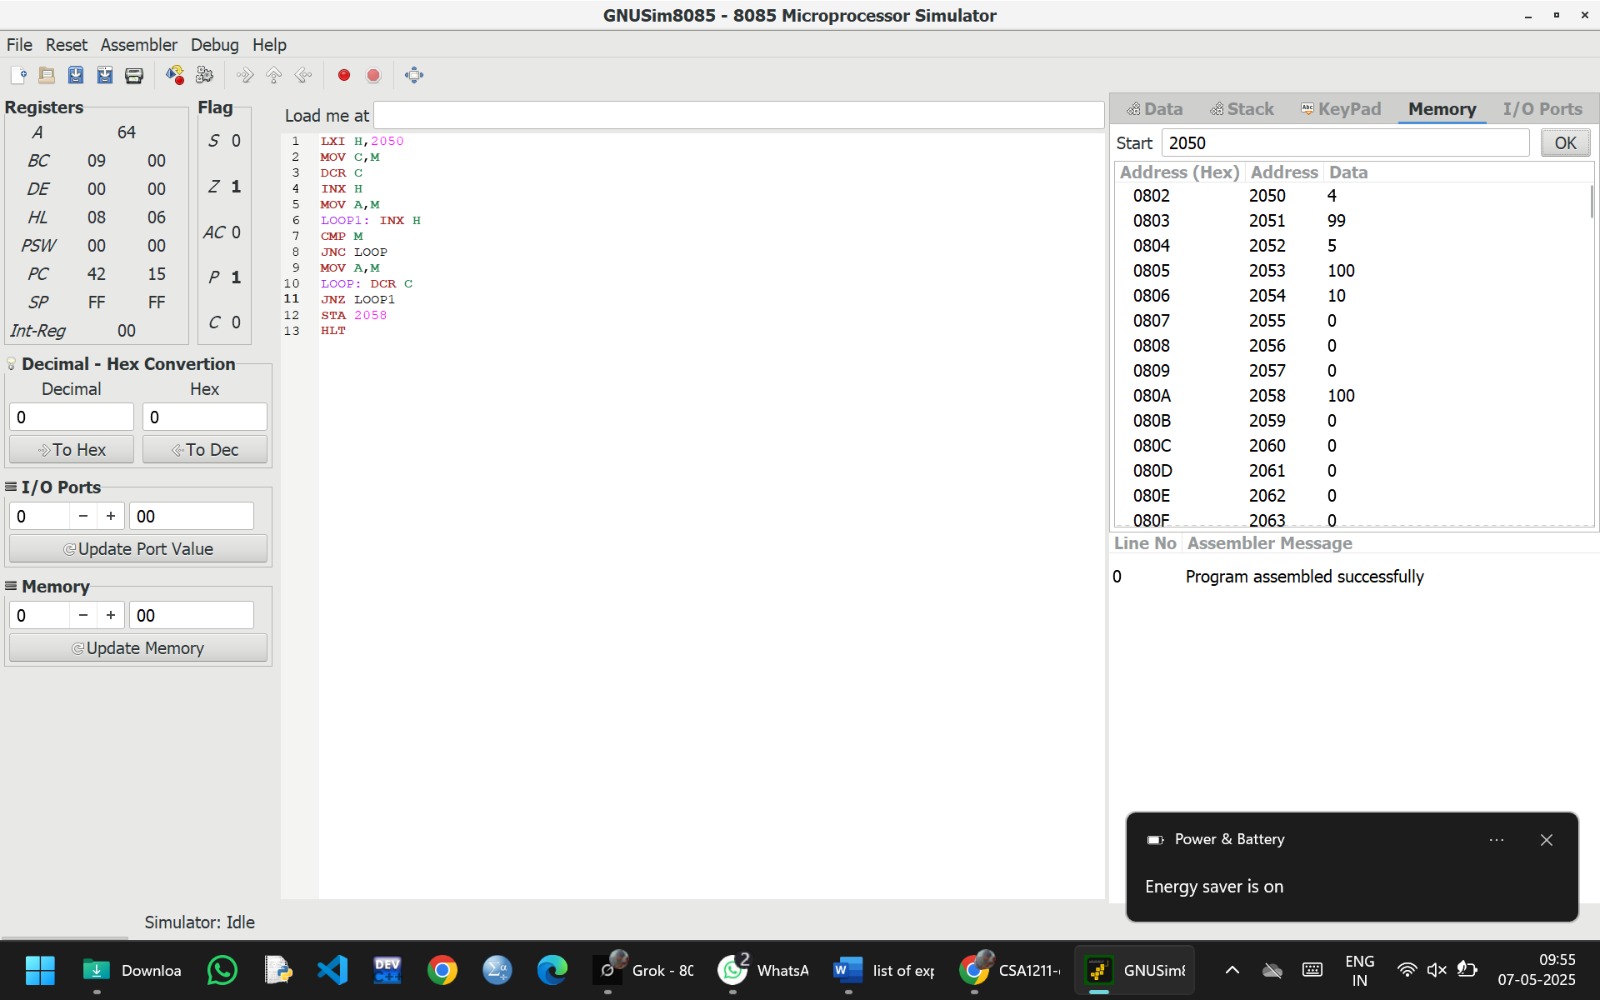 GNUSim8085 - 8085 Microprocessor Simulator
File Reset Assembler Debug Help
Registers
A 64
BC 09 00
DE 00 00
HL 08 06
PSW 00 00
PC 42 15
SP FF FF
Int-Reg 00
Flag
S 0
Z 1
AC 0
P 1
C 0
Decimal - Hex Convertion
Decimal Hex
0 0
To Hex To Dec
I/O Ports
0 − + 00
Update Port Value
Memory
0 − + 00
Update Memory
Load me at
1 LXI H,2050
2 MOV C,M
3 DCR C
4 INX H
5 MOV A,M
6 LOOP1: INX H
7 CMP M
8 JNC LOOP
9 MOV A,M
10 LOOP: DCR C
11 JNZ LOOP1
12 STA 2058
13 HLT
Data Stack Abc KeyPad Memory I/O Ports
Start 2050 OK
Address (Hex) Address Data
0802 2050 4
0803 2051 99
0804 2052 5
0805 2053 100
0806 2054 10
0807 2055 0
0808 2056 0
0809 2057 0
080A 2058 100
080B 2059 0
080C 2060 0
080D 2061 0
080E 2062 0
080F 2063 0
Line No Assembler Message
0 Program assembled successfully
Power & Battery
Energy saver is on
Simulator: Idle
Downloa DEV C++ Σα Grok - 80 2 WhatsA W list of exp CSA1211- GNUSim8
ENG
IN
09:55
07-05-2025